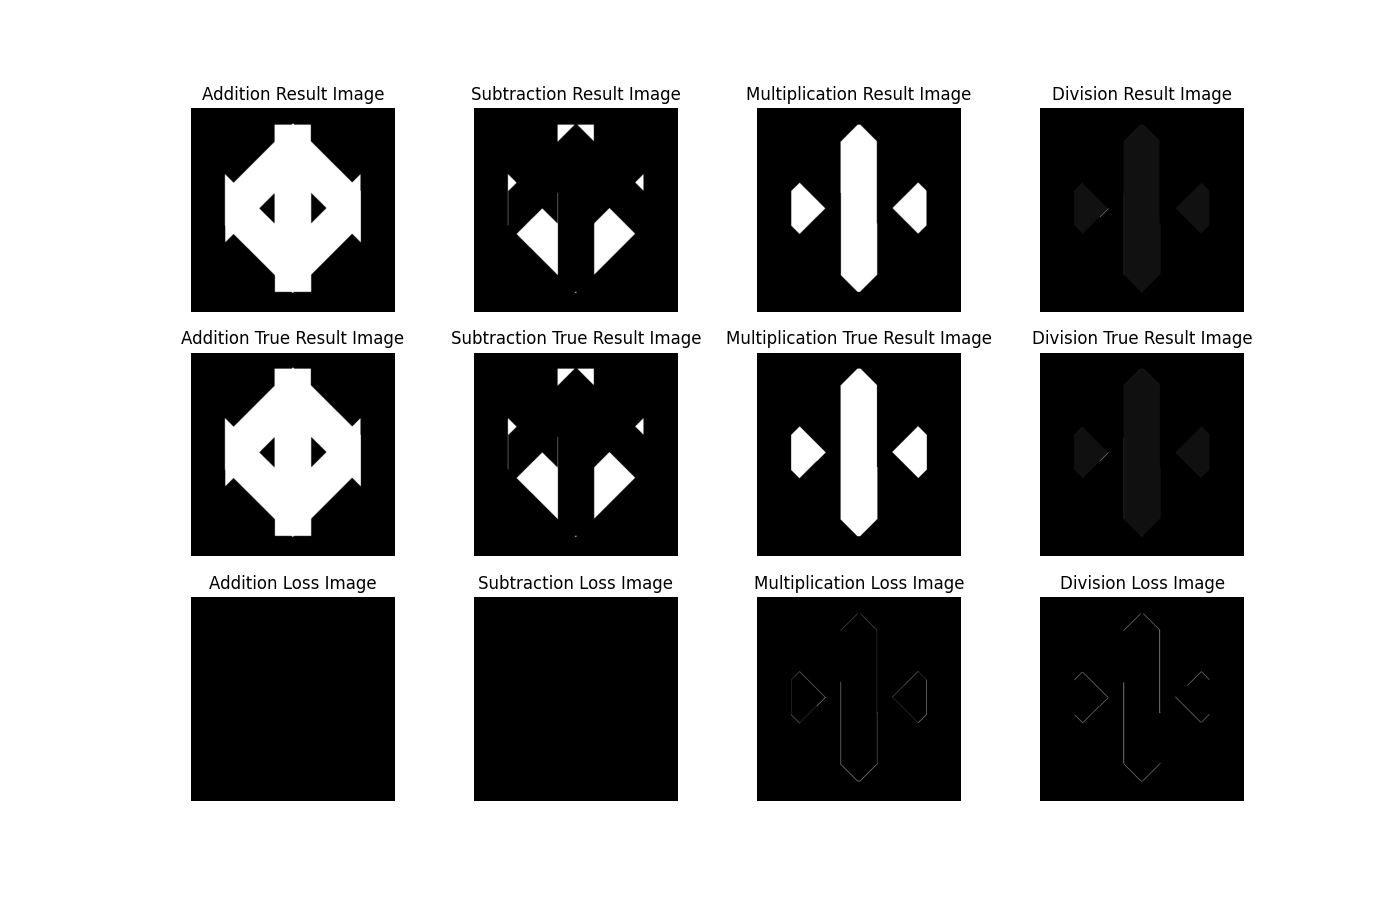 Addition Result Image
Subtraction Result Image
Multiplication Result Image
Division Result Image
Addition True Result Image
Subtraction True Result Image
Multiplication True Result Image
Division True Result Image
Addition Loss Image
Subtraction Loss Image
Multiplication Loss Image
Division Loss Image